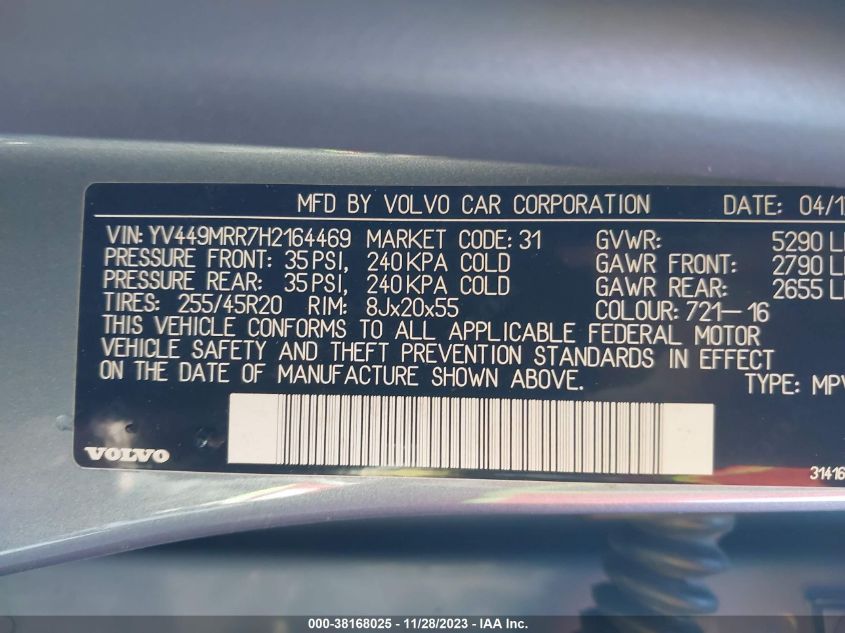 MFD BY VOLVO CAR CORPORATION DATE: 04/1
VIN: YV449MRR7H2164469 MARKET CODE: 31 GVWR: 5290 L
PRESSURE FRONT: 35 PSI, 240 KPA COLD GAWR FRONT: 2790 L
PRESSURE REAR: 35 PSI, 240 KPA COLD GAWR REAR: 2655 L
TIRES: 255/45R20 RIM: 8Jx20x55 COLOUR: 721-16
THIS VEHICLE CONFORMS TO ALL APPLICABLE FEDERAL MOTOR
VEHICLE SAFETY AND THEFT PREVENTION STANDARDS IN EFFECT
ON THE DATE OF MANUFACTURE SHOWN ABOVE. TYPE: MPV
VOLVO
31416
000-38168025 - 11/28/2023 - IAA Inc.